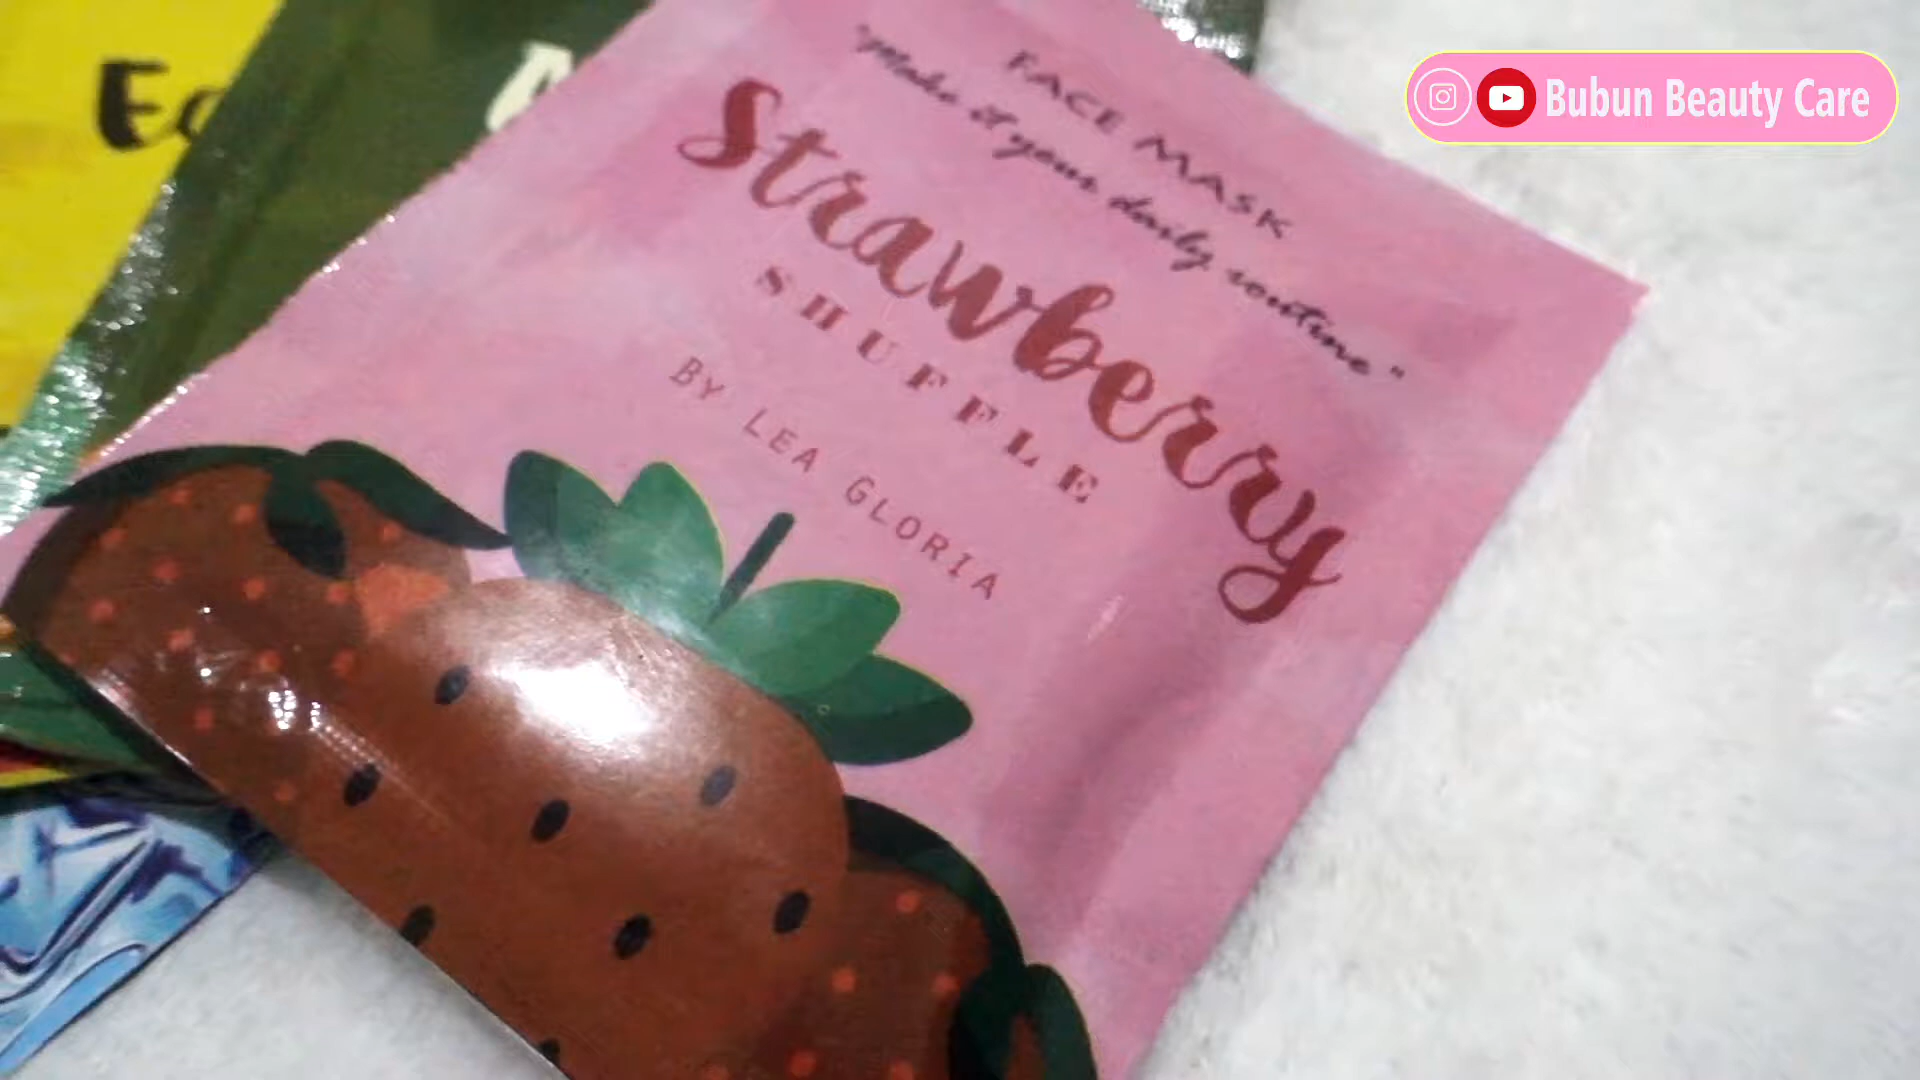 Bubun Beauty Care
FACE MASK
"Make it your daily routine"
Strawberry
SHUFFLE
BY LEA GLORIA